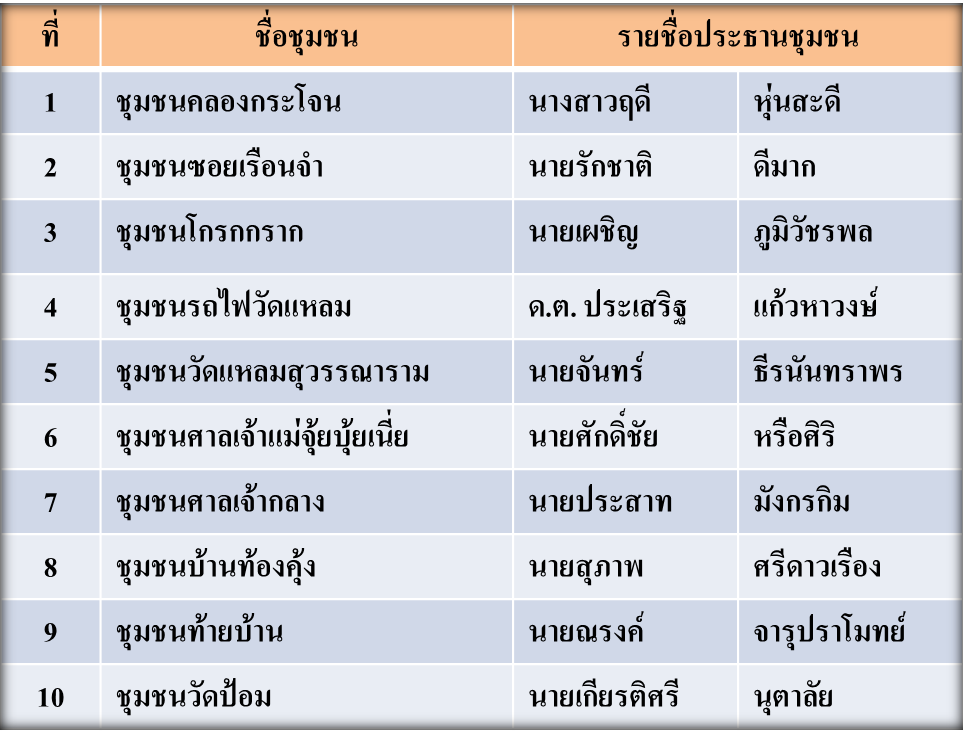 ที่ ชื่อชุมชน รายชื่อประธานชุมชน
1 ชุมชนคลองกระโจน นางสาวฤดี หุ่นสะดี
2 ชุมชนซอยเรือนจำ นายรักชาติ ดีมาก
3 ชุมชนโกรกกราก นายเผชิญ ภูมิวัชรพล
4 ชุมชนรถไฟวัดแหลม ด.ต. ประเสริฐ แก้วหาวงษ์
5 ชุมชนวัดแหลมสุวรรณาราม นายจันทร์ ธีรนันทราพร
6 ชุมชนศาลเจ้าแม่จุ้ยบุ้ยเนี่ย นายศักดิ์ชัย หรือศิริ
7 ชุมชนศาลเจ้ากลาง นายประสาท มังกรกิม
8 ชุมชนบ้านท้องคุ้ง นายสุภาพ ศรีดาวเรือง
9 ชุมชนท้ายบ้าน นายณรงค์ จารุปราโมทย์
10 ชุมชนวัดป้อม นายเกียรติศรี นุตาลัย